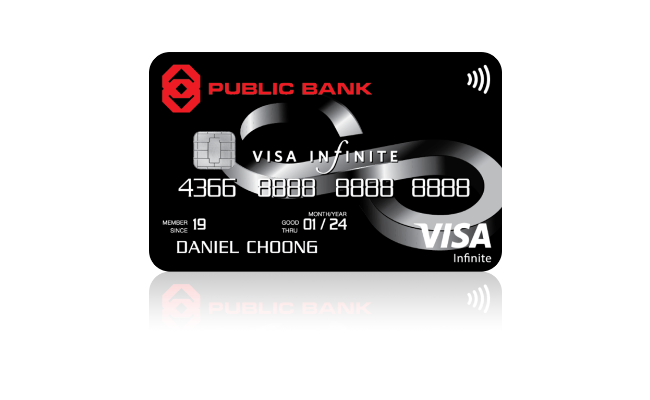 PUBLIC BANK
VISA INFINITE
4366 8888 8888 8888
MEMBER SINCE 19 GOOD THRU MONTH/YEAR 01 / 24
DANIEL CHOONG
VISA
Infinite